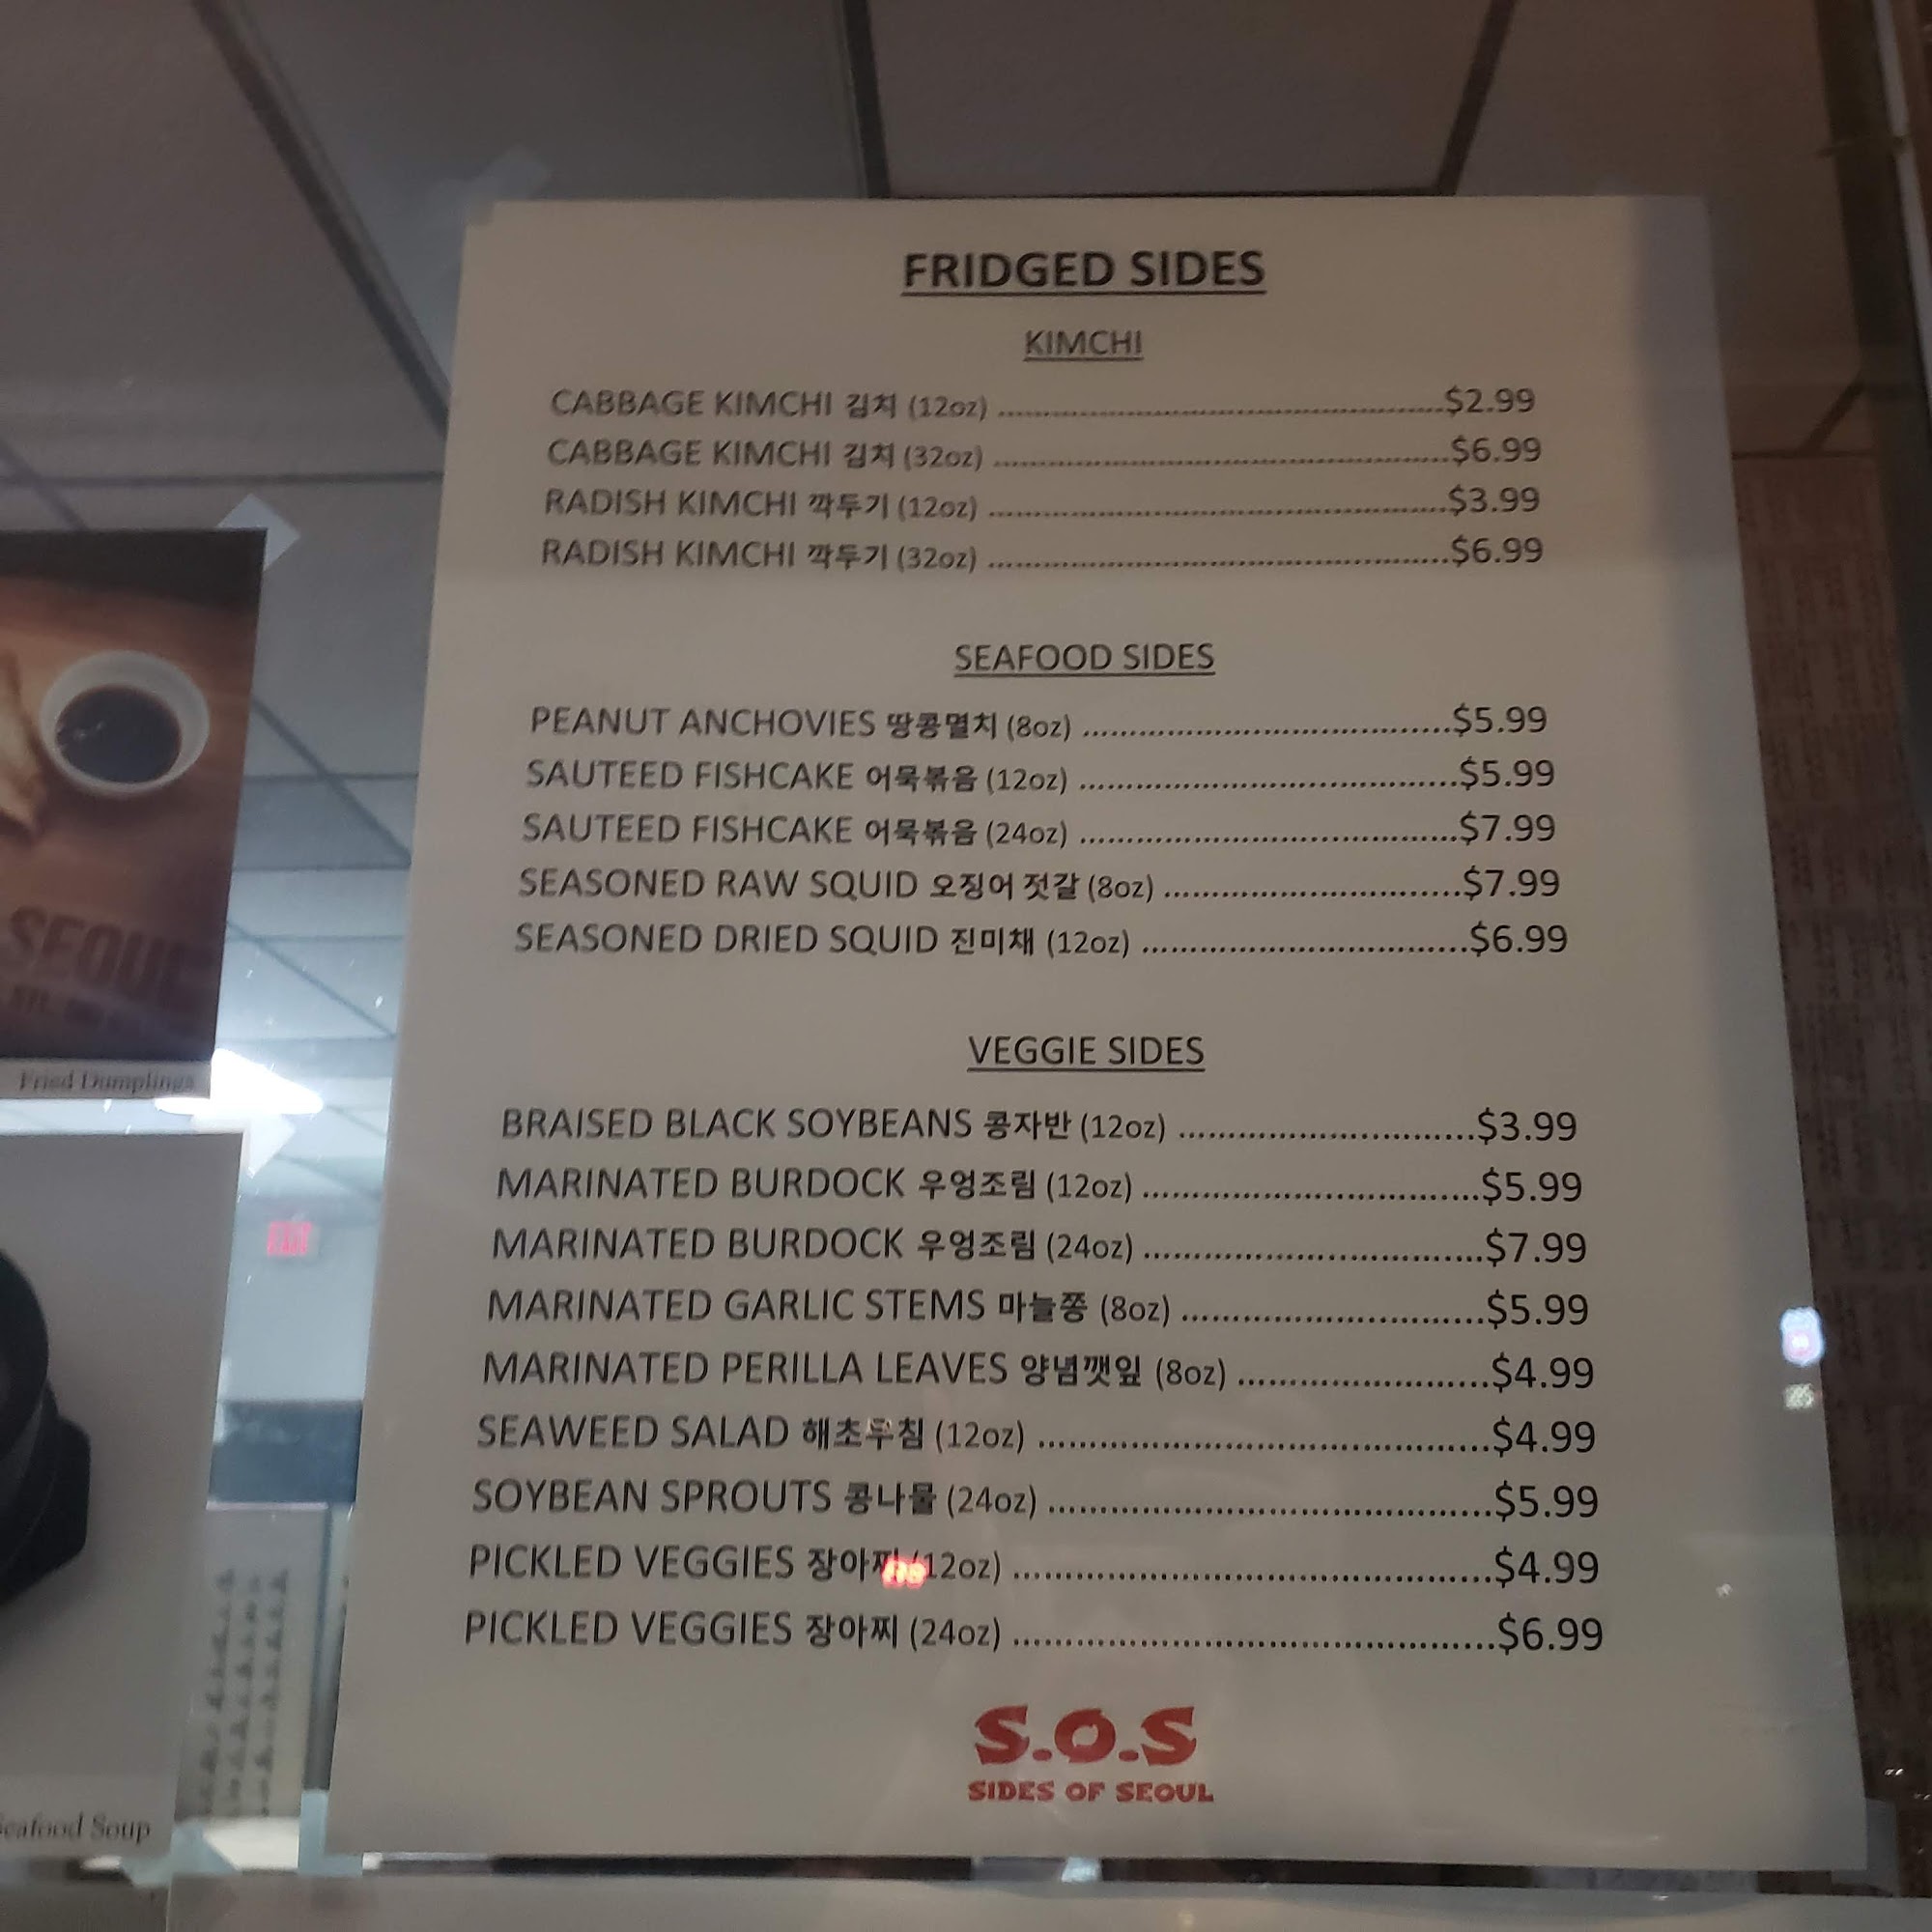 FRIDGED SIDES
KIMCHI
CABBAGE KIMCHI 김치 (12oz) ....................$2.99
CABBAGE KIMCHI 김치 (32oz) ....................$6.99
RADISH KIMCHI 깍두기 (12oz) ....................$3.99
RADISH KIMCHI 깍두기 (32oz) ....................$6.99
SEAFOOD SIDES
PEANUT ANCHOVIES 땅콩멸치 (8oz) ....................$5.99
SAUTEED FISHCAKE 어묵볶음 (12oz) ....................$5.99
SAUTEED FISHCAKE 어묵볶음 (24oz) ....................$7.99
SEASONED RAW SQUID 오징어 젓갈 (8oz) ....................$7.99
SEASONED DRIED SQUID 진미채 (12oz) ....................$6.99
VEGGIE SIDES
BRAISED BLACK SOYBEANS 콩자반 (12oz) ....................$3.99
MARINATED BURDOCK 우엉조림 (12oz) ....................$5.99
MARINATED BURDOCK 우엉조림 (24oz) ....................$7.99
MARINATED GARLIC STEMS 마늘쫑 (8oz) ....................$5.99
MARINATED PERILLA LEAVES 양념깻잎 (8oz) ....................$4.99
SEAWEED SALAD 해초무침 (12oz) ....................$4.99
SOYBEAN SPROUTS 콩나물 (24oz) ....................$5.99
PICKLED VEGGIES 장아찌 (12oz) ....................$4.99
PICKLED VEGGIES 장아찌 (24oz) ....................$6.99
S.O.S
SIDES OF SEOUL
SEOUL
Fried Dumplings
EXIT
Seafood Soup